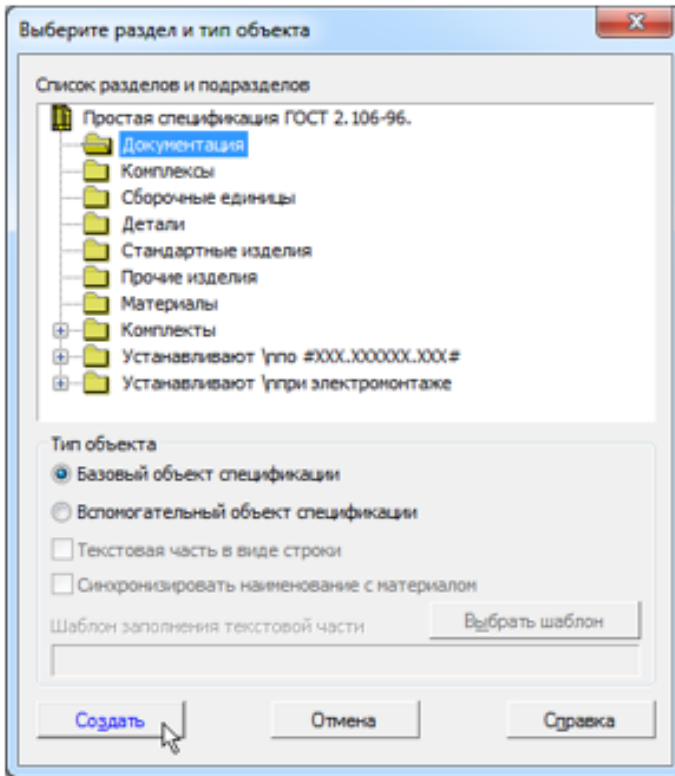 Выберите раздел и тип объекта
Список разделов и подразделов
Простая спецификация ГОСТ 2.106-96.
Документация
Комплексы
Сборочные единицы
Детали
Стандартные изделия
Прочие изделия
Материалы
Комплекты
Устанавливают \nпо #XXX.XXXXXX.XXX#
Устанавливают \nпри электромонтаже
Тип объекта
Базовый объект спецификации
Вспомогательный объект спецификации
Текстовая часть в виде строки
Синхронизировать наименование с материалом
Шаблон заполнения текстовой части Выбрать шаблон
Создать Отмена Справка